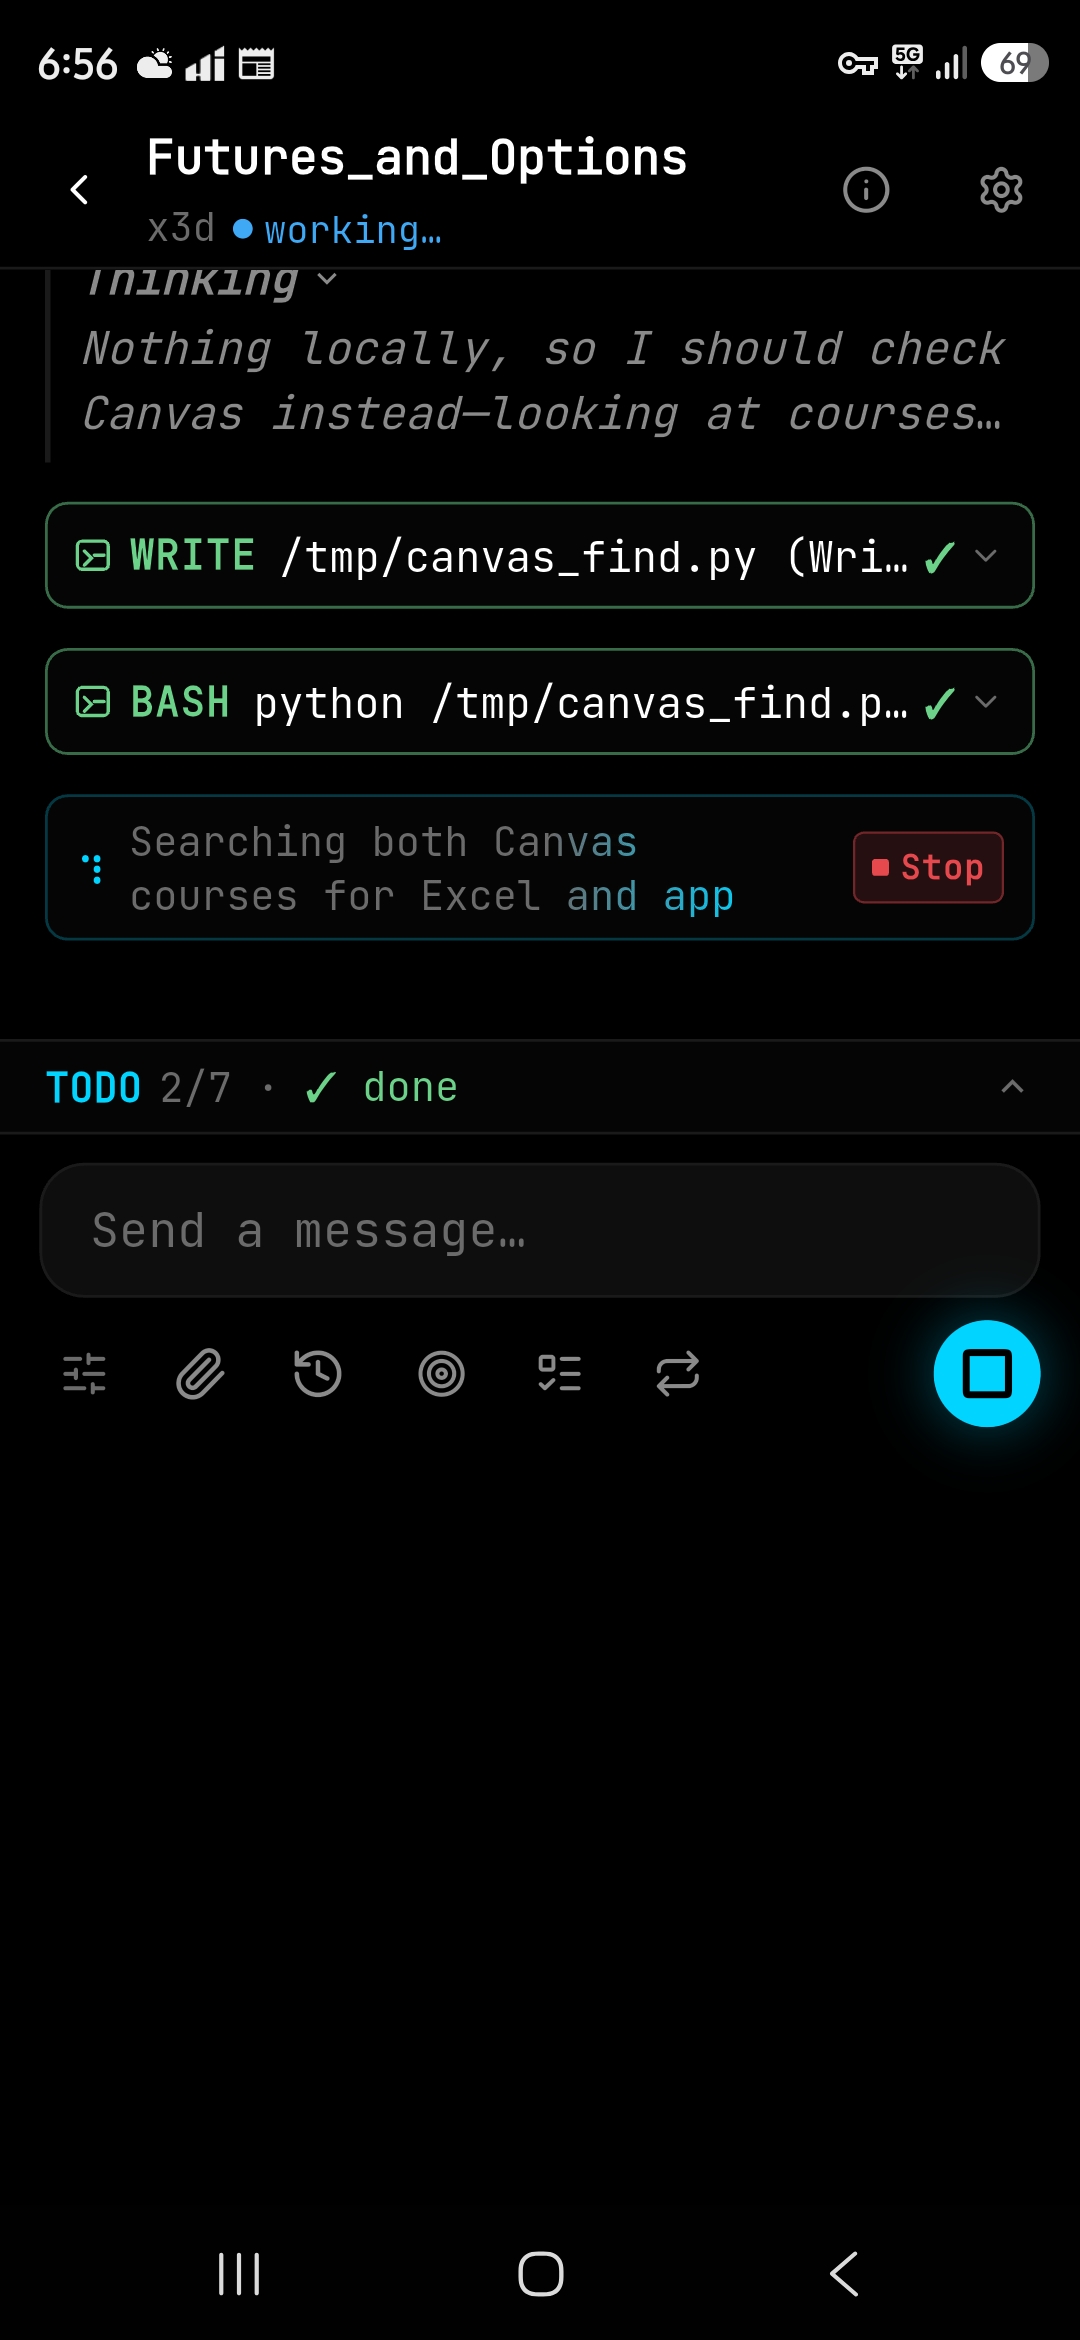 6:56
5G
69
Futures_and_Options
x3d working…
Thinking
Nothing locally, so I should check
Canvas instead—looking at courses…
WRITE /tmp/canvas_find.py (Wri…
BASH python /tmp/canvas_find.p…
Searching both Canvas
courses for Excel and app
Stop
TODO 2/7 · ✓ done
Send a message…